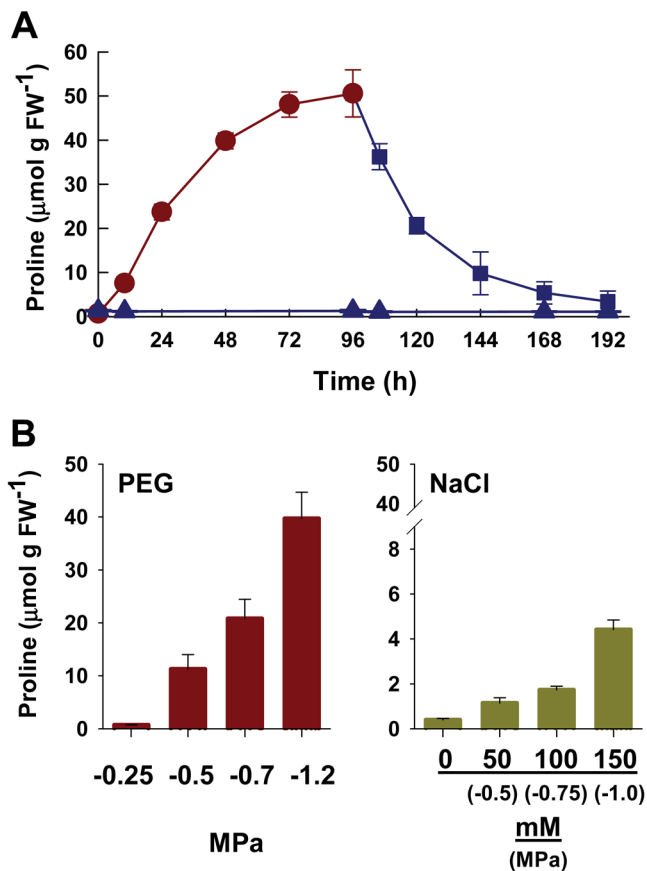 A
Proline (μmol g FW⁻¹)
60
50
40
30
20
10
0
0 24 48 72 96 120 144 168 192
Time (h)
B
Proline (μmol g FW⁻¹)
PEG
50
40
30
20
10
0
-0.25 -0.5 -0.7 -1.2
MPa
NaCl
50
40
8
6
4
2
0
0 50 100 150
(-0.5) (-0.75) (-1.0)
mM
(MPa)